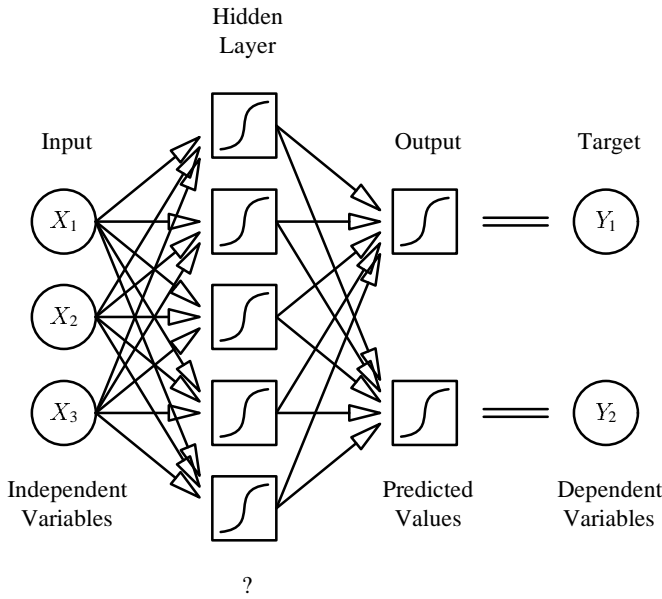 Hidden
Layer
Input
Output
Target
X₁
Y₁
X₂
X₃
Y₂
Independent
Variables
Predicted
Values
Dependent
Variables
?